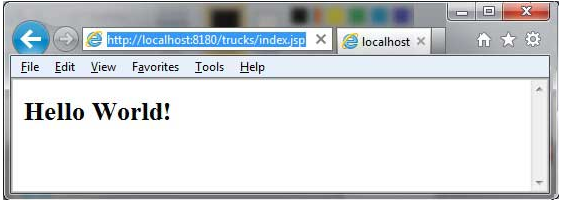 http://localhost:8180/trucks/index.jsp
localhost
File Edit View Favorites Tools Help
Hello World!